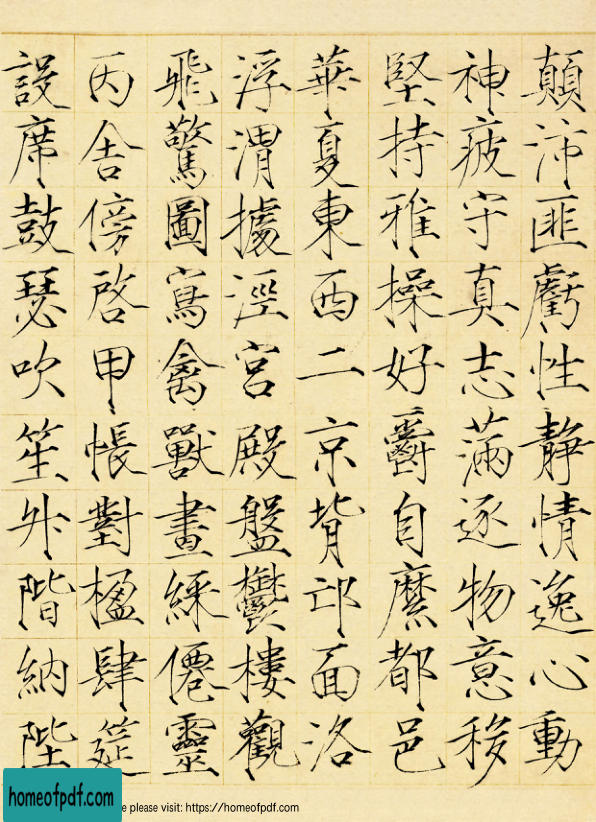 顛沛匪虧性静情逸心動
神疲守真志滿逐物意移
堅持雅操好爵自縻都邑
華夏東西二京背邙面洛
浮渭據涇宮殿盤鬱樓觀
飛驚圖寫禽獸畫綵僊靈
丙舍傍啓甲帳對楹肆筵
設席鼓瑟吹笙升階納陛
homeofpdf.com
e please visit: https://homeofpdf.com